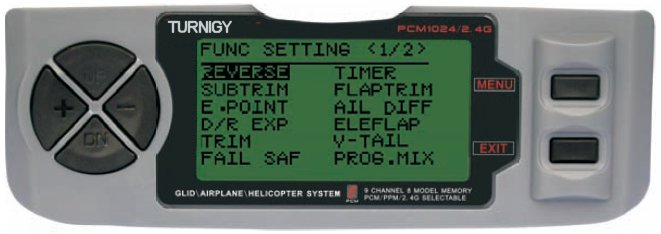 TURNIGY
PCM1024/2.4G
FUNC SETTING <1/2>
REVERSE TIMER
SUBTRIM FLAPTRIM
E.POINT AIL DIFF
D/R EXP ELEFLAP
TRIM V-TAIL
FAIL SAF PROG.MIX
UP
+ -
DN
MENU
EXIT
GLID\AIRPLANE\HELICOPTER SYSTEM
PCM
9 CHANNEL 8 MODEL MEMORY
PCM/PPM/2.4G SELECTABLE